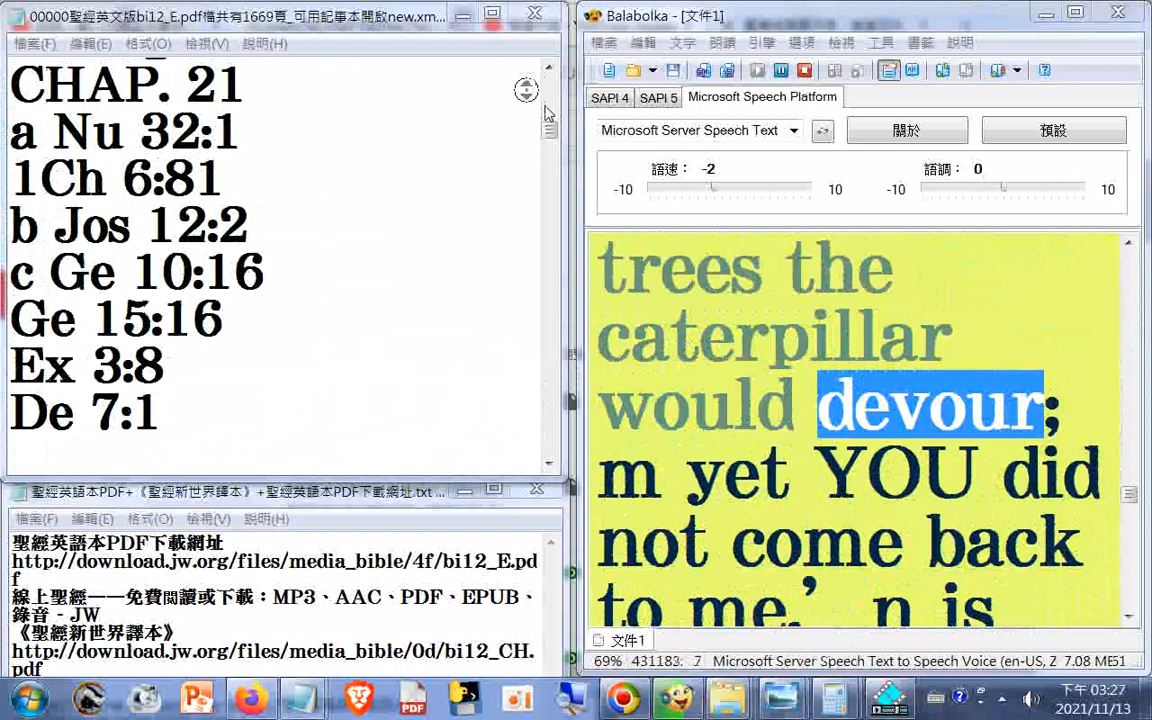 00000聖經英文版bi12_E.pdf檔共有1669頁_可用記事本開啟new.xm...
檔案(F) 編輯(E) 格式(O) 檢視(V) 說明(H)
CHAP. 21
a Nu 32:1
1Ch 6:81
b Jos 12:2
c Ge 10:16
Ge 15:16
Ex 3:8
De 7:1
聖經英語本PDF+《聖經新世界譯本》+聖經英語本PDF下載網址.txt ...
檔案(F) 編輯(E) 格式(O) 檢視(V) 說明(H)
聖經英語本PDF下載網址
http://download.jw.org/files/media_bible/4f/bi12_E.pd
f
線上聖經——免費閱讀或下載：MP3、AAC、PDF、EPUB、
錄音 - JW
《聖經新世界譯本》
http://download.jw.org/files/media_bible/0d/bi12_CH.
pdf
Balabolka - [文件1]
檔案 編輯 文字 朗讀 引擎 選項 檢視 工具 書籤 說明
SAPI 4 SAPI 5 Microsoft Speech Platform
Microsoft Server Speech Text 關於 預設
語速： -2 語調： 0
-10 10 -10 10
trees the
caterpillar
would devour;
m yet YOU did
not come back
to me,’ n is
文件1
69% 431183: 7 Microsoft Server Speech Text to Speech Voice (en-US, Z 7.08 ME51
PDF
下午 03:27
2021/11/13